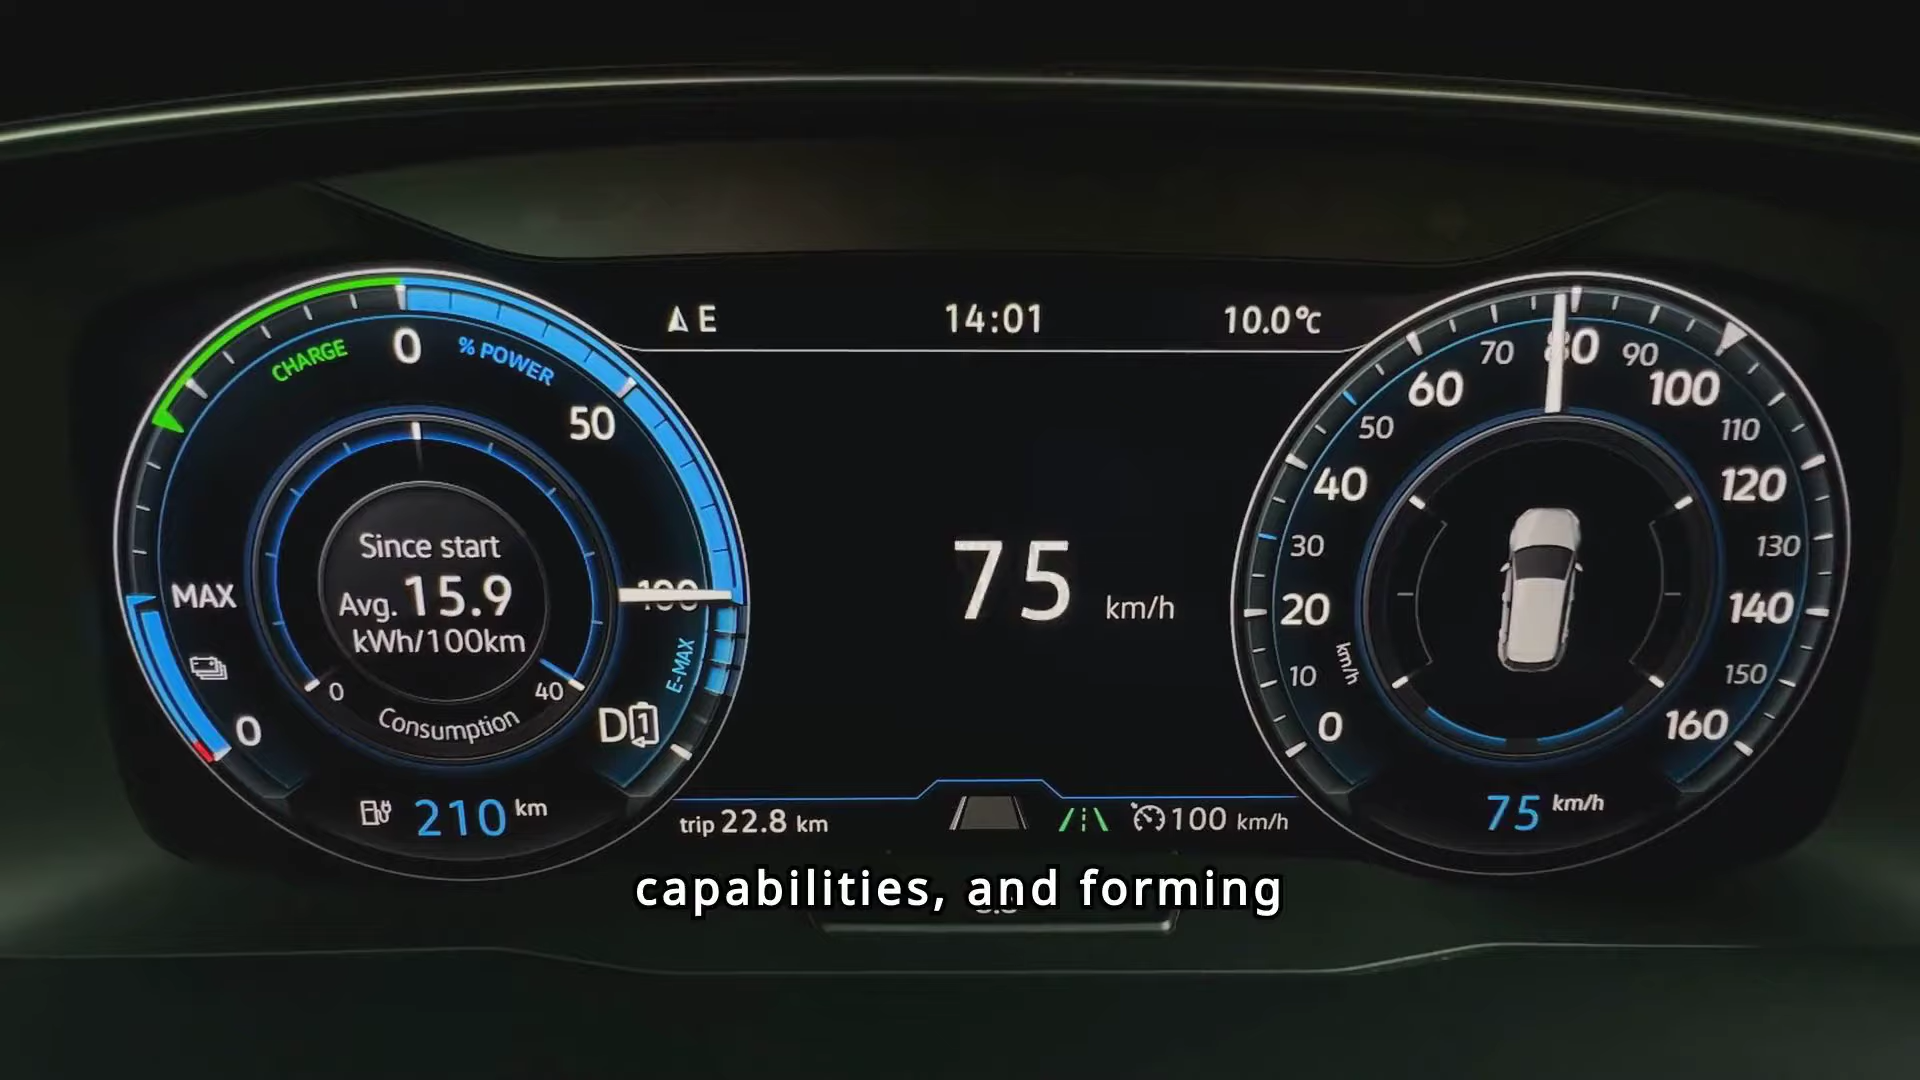 E
14:01
10.0°C
CHARGE
0
% POWER
50
100
E-MAX
MAX
0
Since start
Avg. 15.9
kWh/100km
0
40
Consumption
D 1
210 km
75 km/h
0
10
20
30
40
50
60
70
80
90
100
110
120
130
140
150
160
km/h
75 km/h
trip 22.8 km
100 km/h
capabilities, and forming